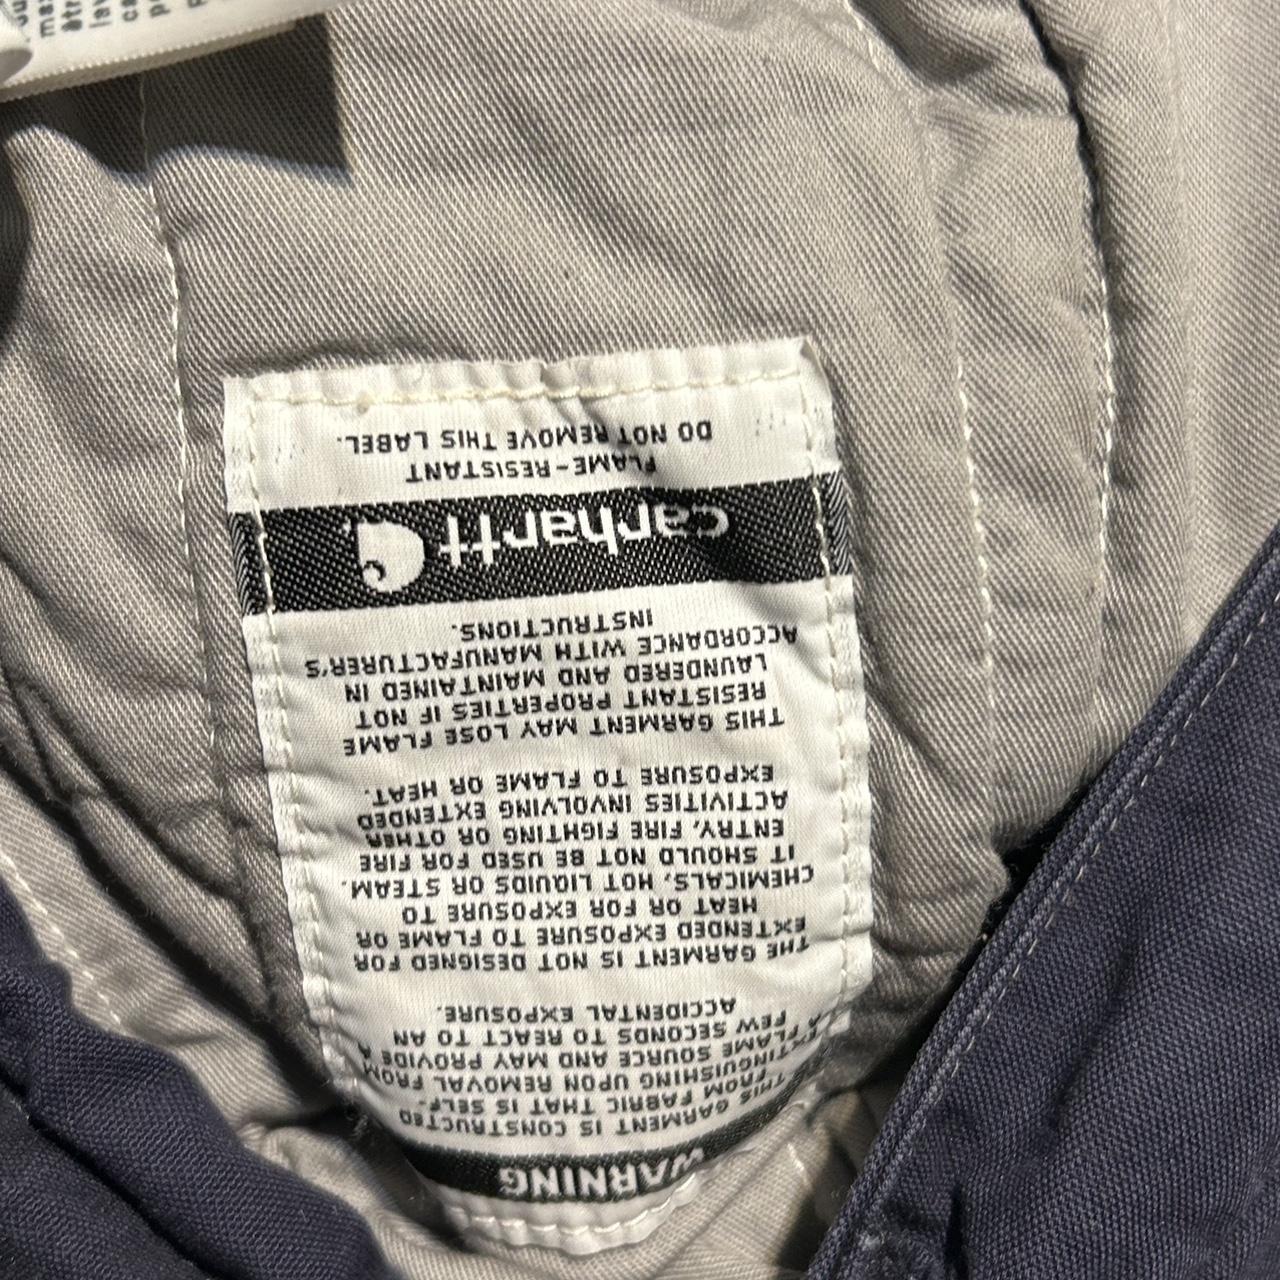 WARNING
THIS GARMENT IS CONSTRUCTED
FROM FABRIC THAT IS SELF-
EXTINGUISHING UPON REMOVAL FROM
A FLAME SOURCE AND MAY PROVIDE A
FEW SECONDS TO REACT TO AN
ACCIDENTAL EXPOSURE.
THE GARMENT IS NOT DESIGNED FOR
EXTENDED EXPOSURE TO FLAME OR
HEAT OR FOR EXPOSURE TO
CHEMICALS, HOT LIQUIDS OR STEAM.
IT SHOULD NOT BE USED FOR FIRE
ENTRY, FIRE FIGHTING OR OTHER
ACTIVITIES INVOLVING EXTENDED
EXPOSURE TO FLAME OR HEAT.
THIS GARMENT MAY LOSE FLAME
RESISTANT PROPERTIES IF NOT
LAUNDERED AND MAINTAINED IN
ACCORDANCE WITH MANUFACTURER'S
INSTRUCTIONS.
carhartt
FLAME-RESISTANT
DO NOT REMOVE THIS LABEL.